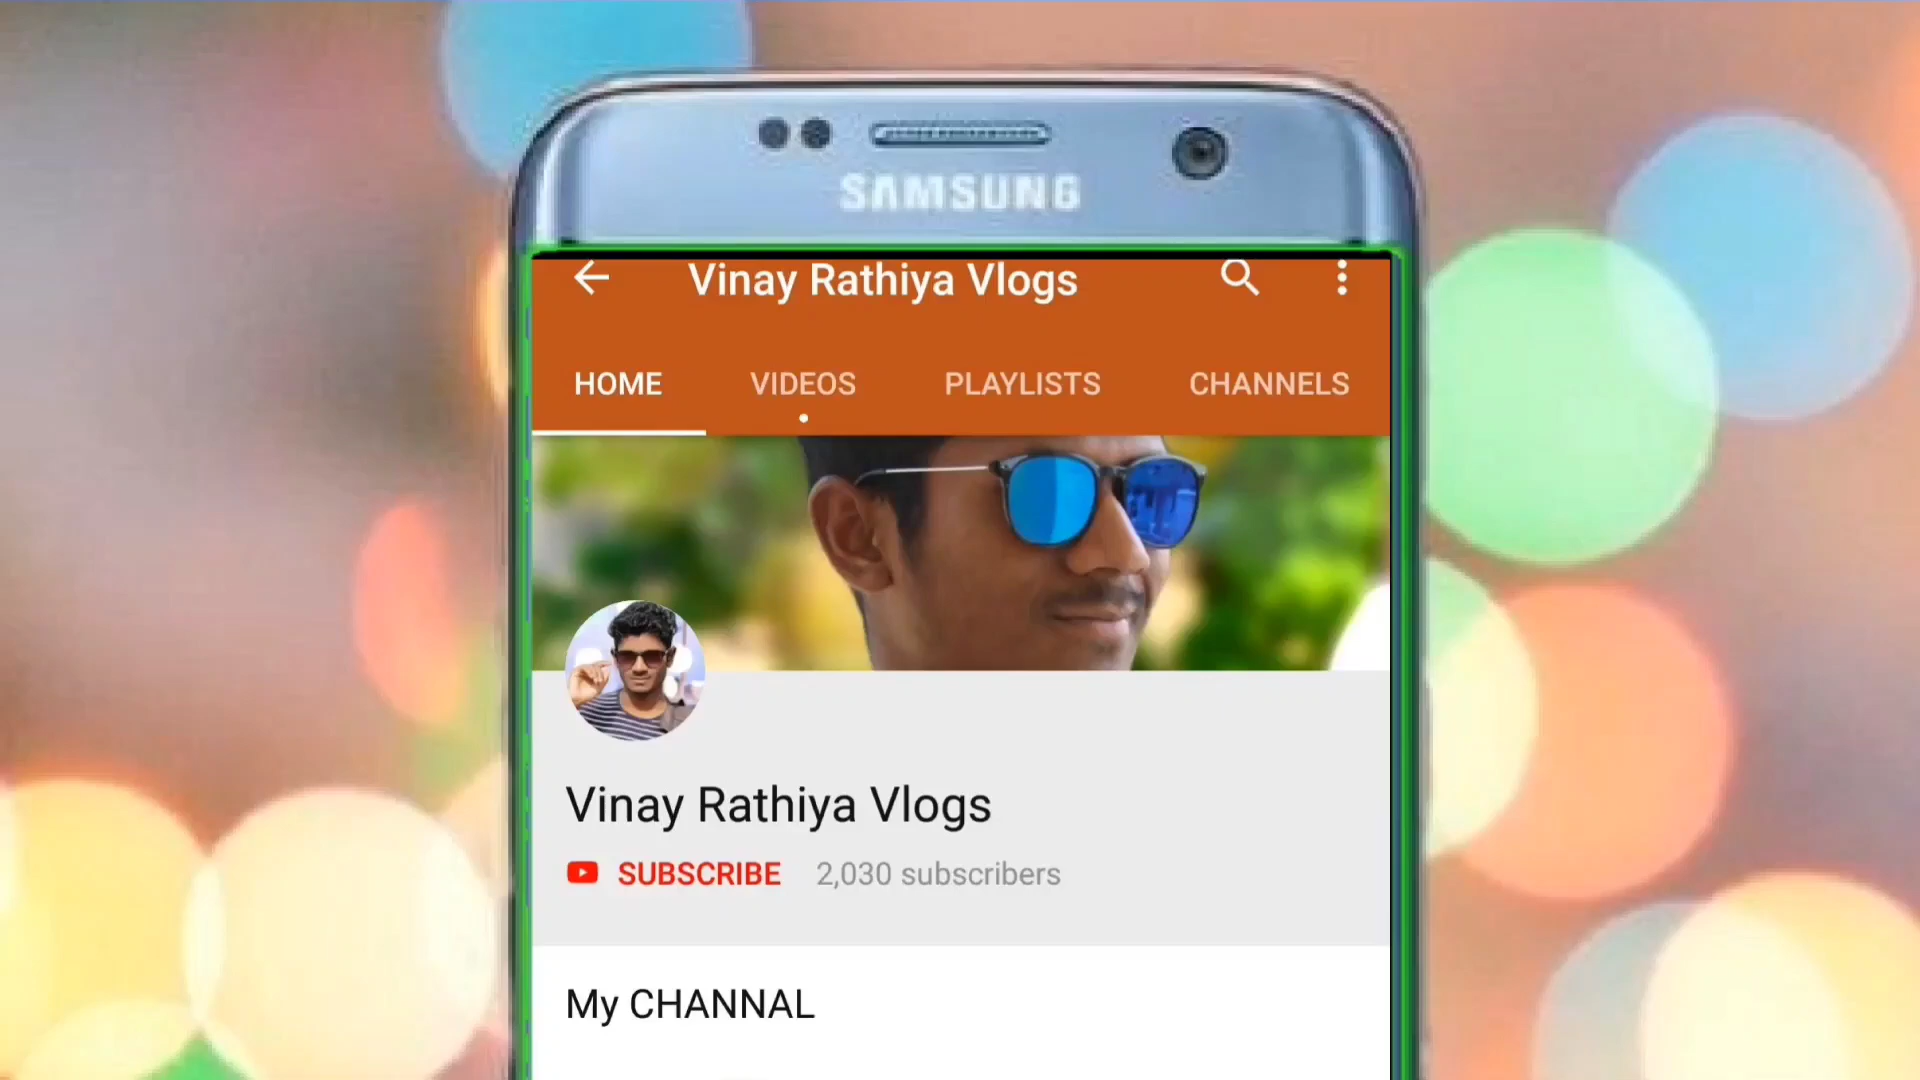 SAMSUNG
Vinay Rathiya Vlogs
HOME VIDEOS PLAYLISTS CHANNELS
Vinay Rathiya Vlogs
SUBSCRIBE 2,030 subscribers
My CHANNAL